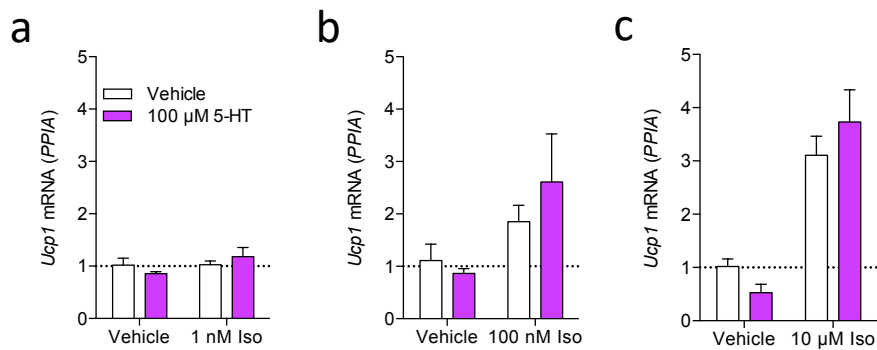 a
5
4
3
2
1
0
Ucp1 mRNA (PPIA)
Vehicle
100 µM 5-HT
Vehicle
1 nM Iso
b
5
4
3
2
1
0
Ucp1 mRNA (PPIA)
Vehicle
100 nM Iso
c
5
4
3
2
1
0
Ucp1 mRNA (PPIA)
Vehicle
10 µM Iso